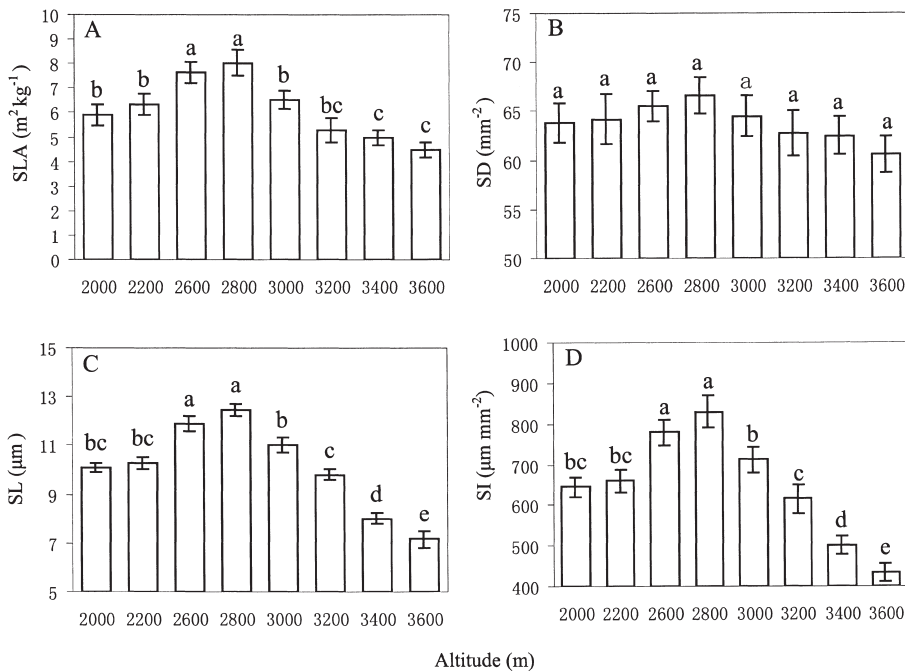 A
SLA (m² kg⁻¹)
10
9
8
7
6
5
4
3
2
1
0
b b a a b bc c c
2000 2200 2600 2800 3000 3200 3400 3600
B
SD (mm⁻²)
75
70
65
60
55
50
a a a a a a a a
2000 2200 2600 2800 3000 3200 3400 3600
C
SL (μm)
15
13
11
9
7
5
bc bc a a b c d e
2000 2200 2600 2800 3000 3200 3400 3600
D
SI (μm mm⁻²)
1000
900
800
700
600
500
400
bc bc a a b c d e
2000 2200 2600 2800 3000 3200 3400 3600
Altitude (m)